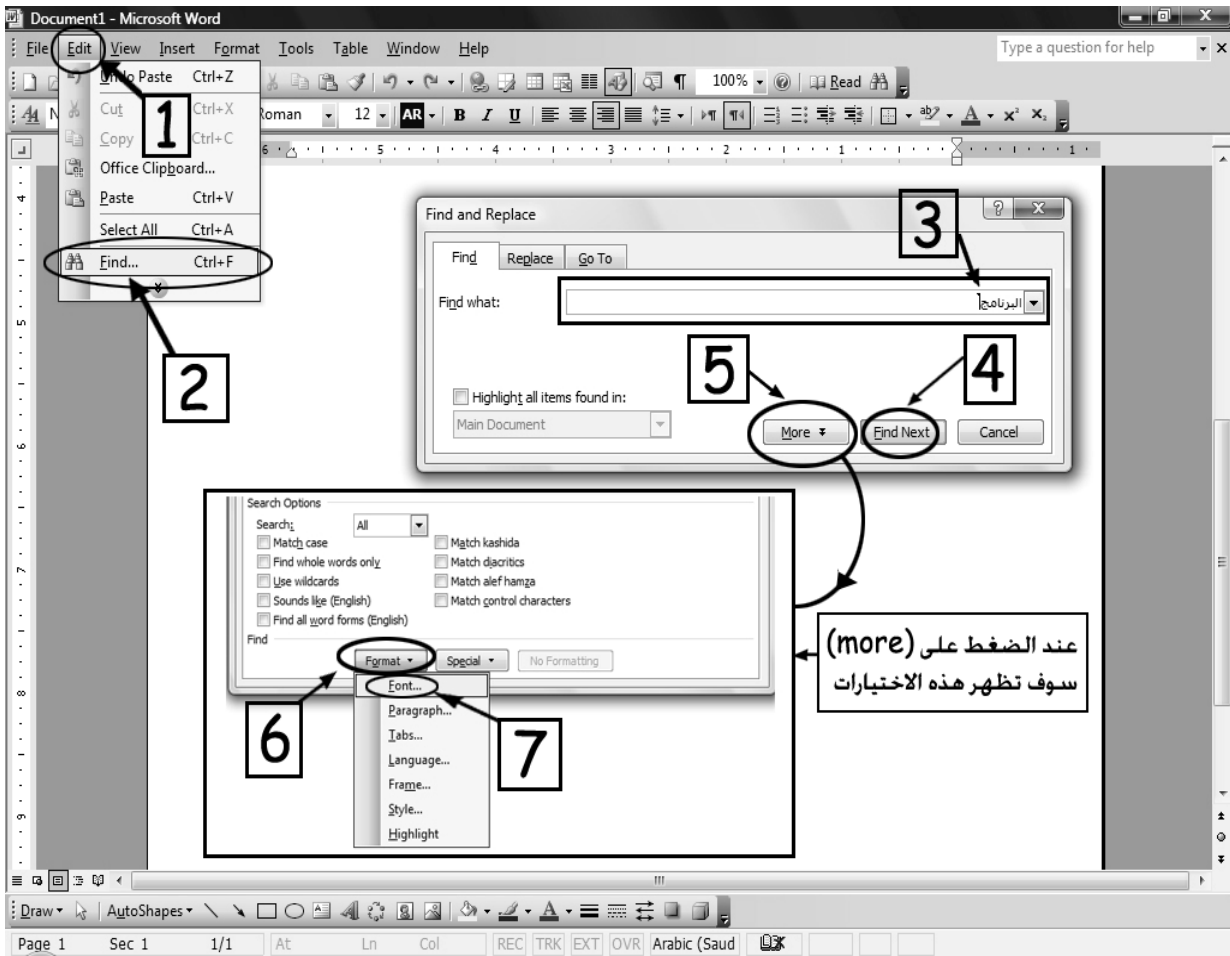 Document1 - Microsoft Word
File Edit View Insert Format Tools Table Window Help
Type a question for help
Undo Paste Ctrl+Z
100%
Read
Cut Ctrl+X
Roman 12 AR B I U
Copy Ctrl+C
1
Office Clipboard...
Paste Ctrl+V
Select All Ctrl+A
Find... Ctrl+F
2
Find and Replace
3
Find Replace Go To
Find what:
البرنامج
5
4
Highlight all items found in:
Main Document
More
Find Next
Cancel
Search Options
Search: All
Match case
Find whole words only
Use wildcards
Sounds like (English)
Find all word forms (English)
Match kashida
Match diacritics
Match alef hamza
Match control characters
Find
Format
Special
No Formatting
Font...
Paragraph...
Tabs...
Language...
Frame...
Style...
Highlight
6
7
عند الضغط على (more)
سوف تظهر هذه الاختيارات
Draw AutoShapes
Page 1 Sec 1 1/1 At Ln Col REC TRK EXT OVR Arabic (Saud